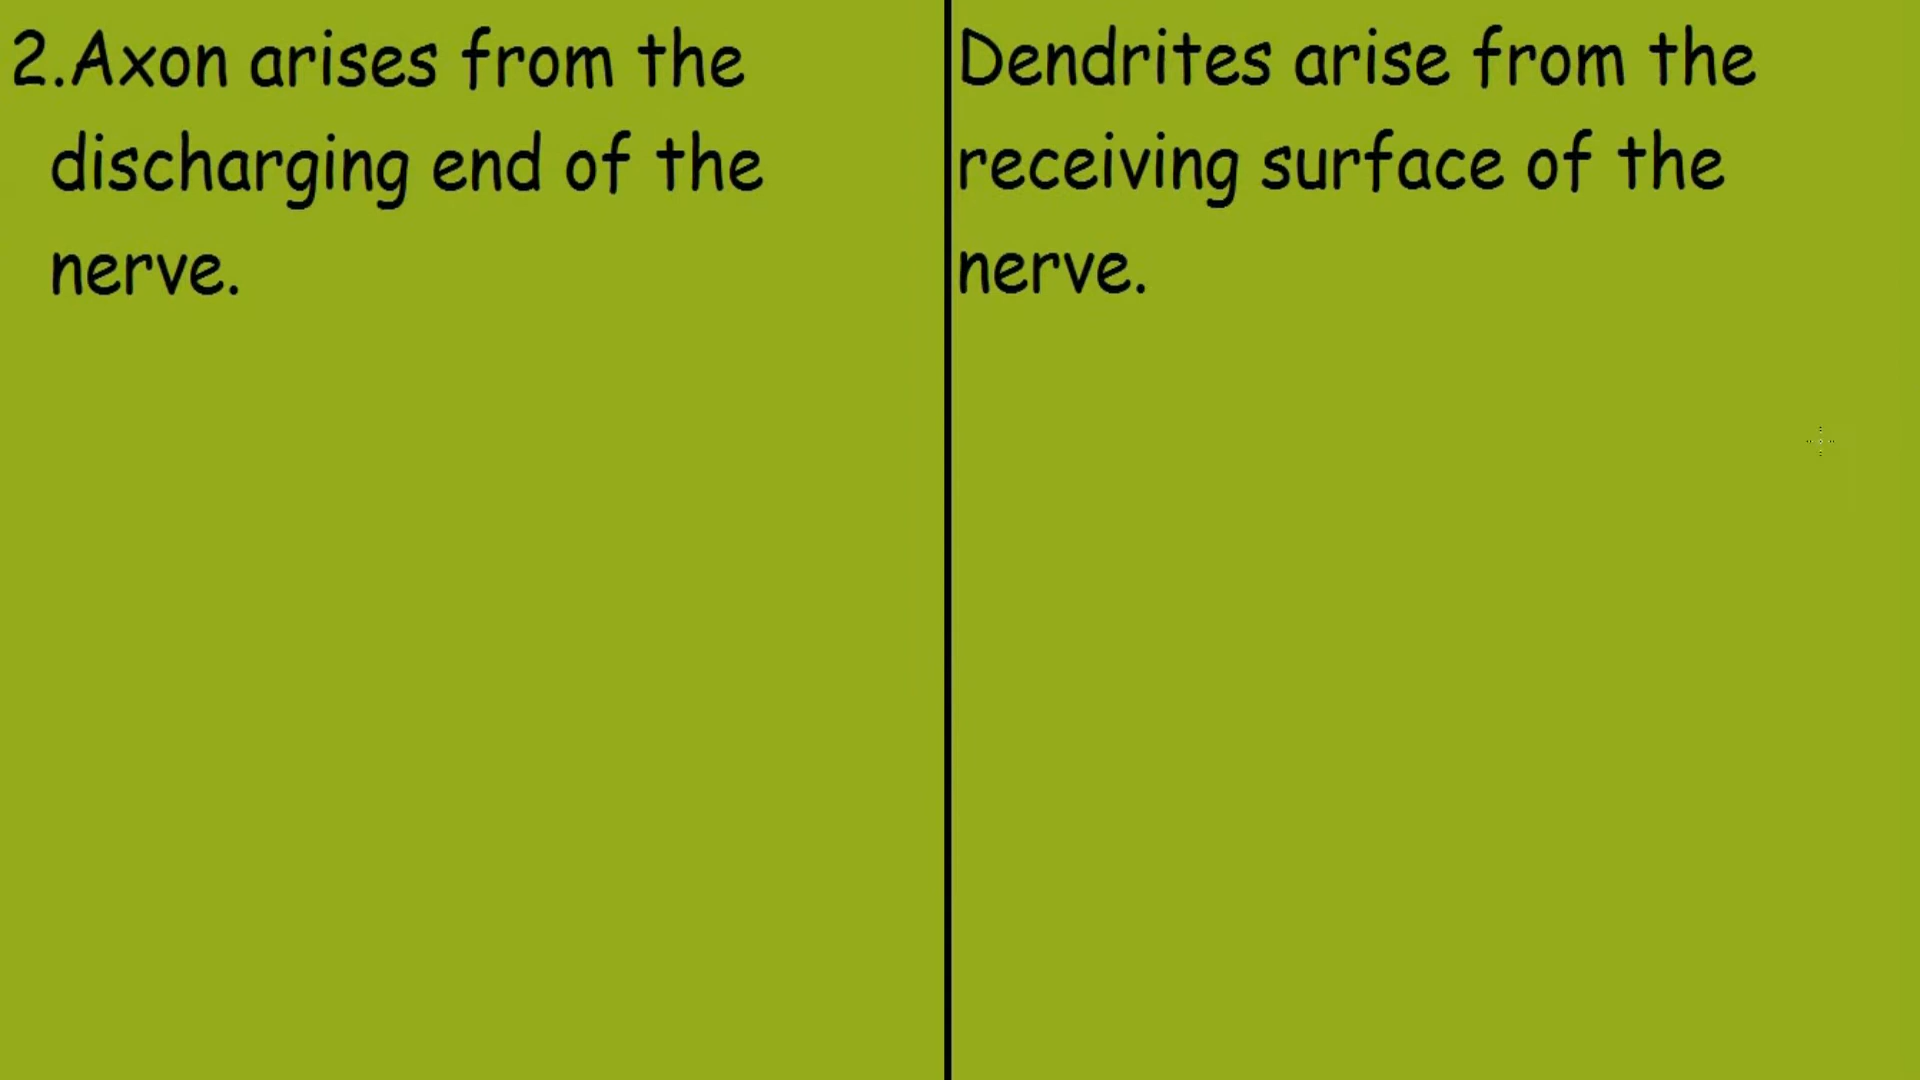 2.Axon arises from the
discharging end of the
nerve.
Dendrites arise from the
receiving surface of the
nerve.